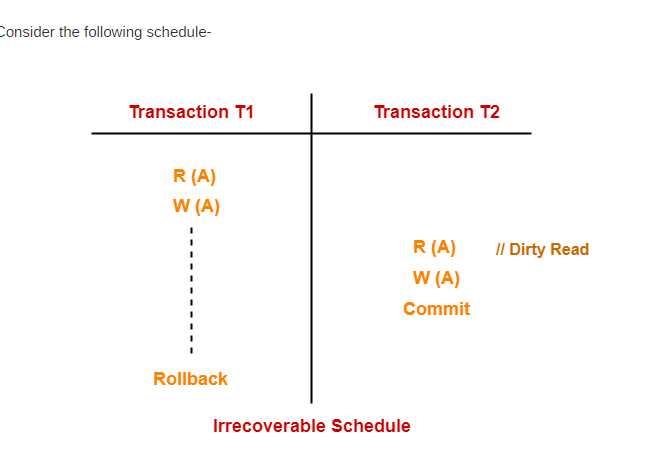 Consider the following schedule-
Transaction T1 Transaction T2
R (A)
W (A)
R (A) // Dirty Read
W (A)
Commit
Rollback
Irrecoverable Schedule